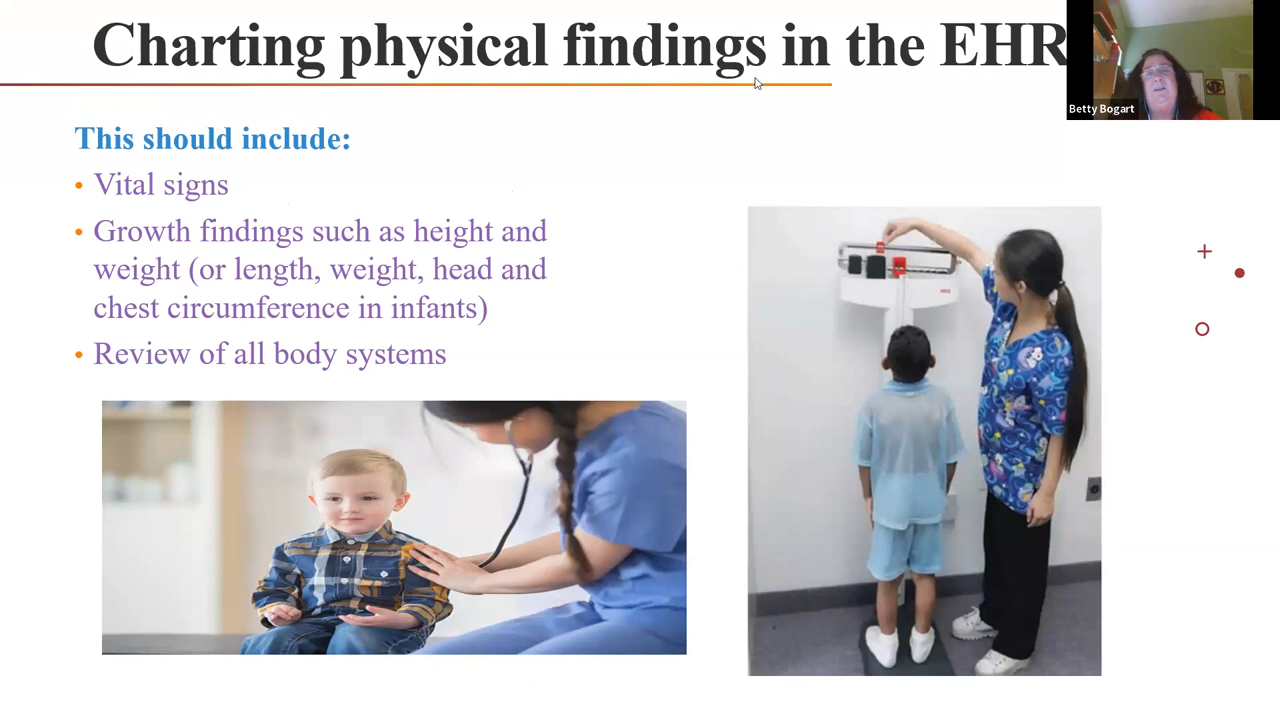 Charting physical findings in the EHR
Betty Bogart
This should include:
• Vital signs
• Growth findings such as height and
weight (or length, weight, head and
chest circumference in infants)
• Review of all body systems